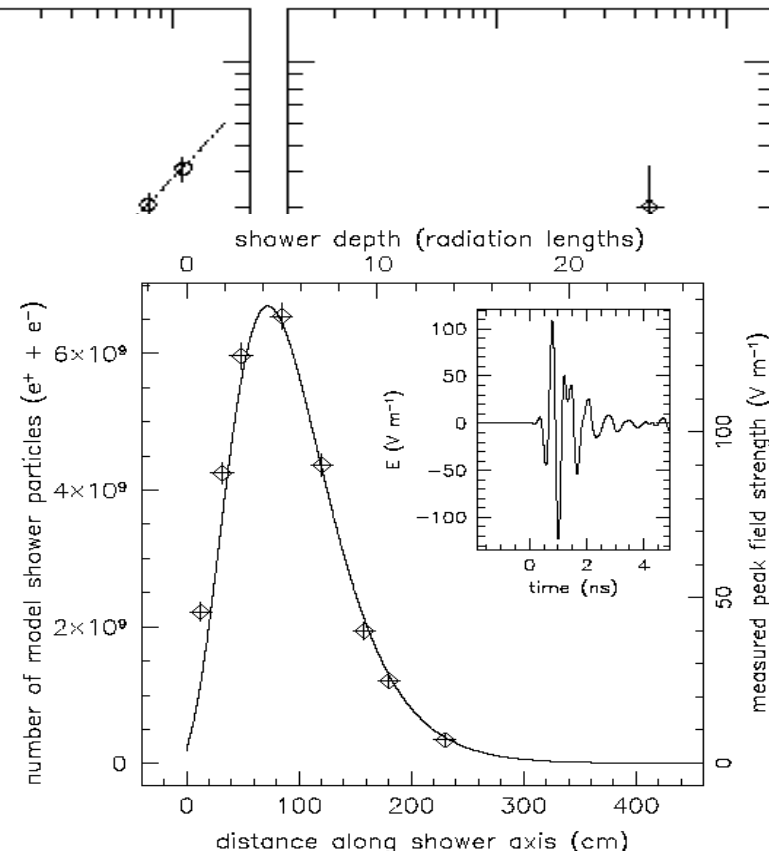 shower depth (radiation lengths)
0 10 20
number of model shower particles (e⁺ + e⁻)
6×10⁹
4×10⁹
2×10⁹
0
E (V m⁻¹)
100
50
0
−50
−100
0 2 4
time (ns)
measured peak field strength (V m⁻¹)
100
50
0
0 100 200 300 400
distance along shower axis (cm)